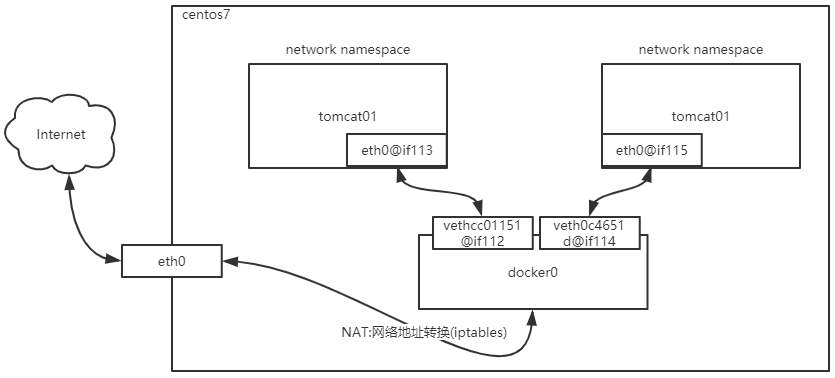 centos7
network namespace
network namespace
tomcat01
tomcat01
Internet
eth0@if113
eth0@if115
vethcc01151
@if112
veth0c4651
d@if114
eth0
docker0
NAT:网络地址转换(iptables)